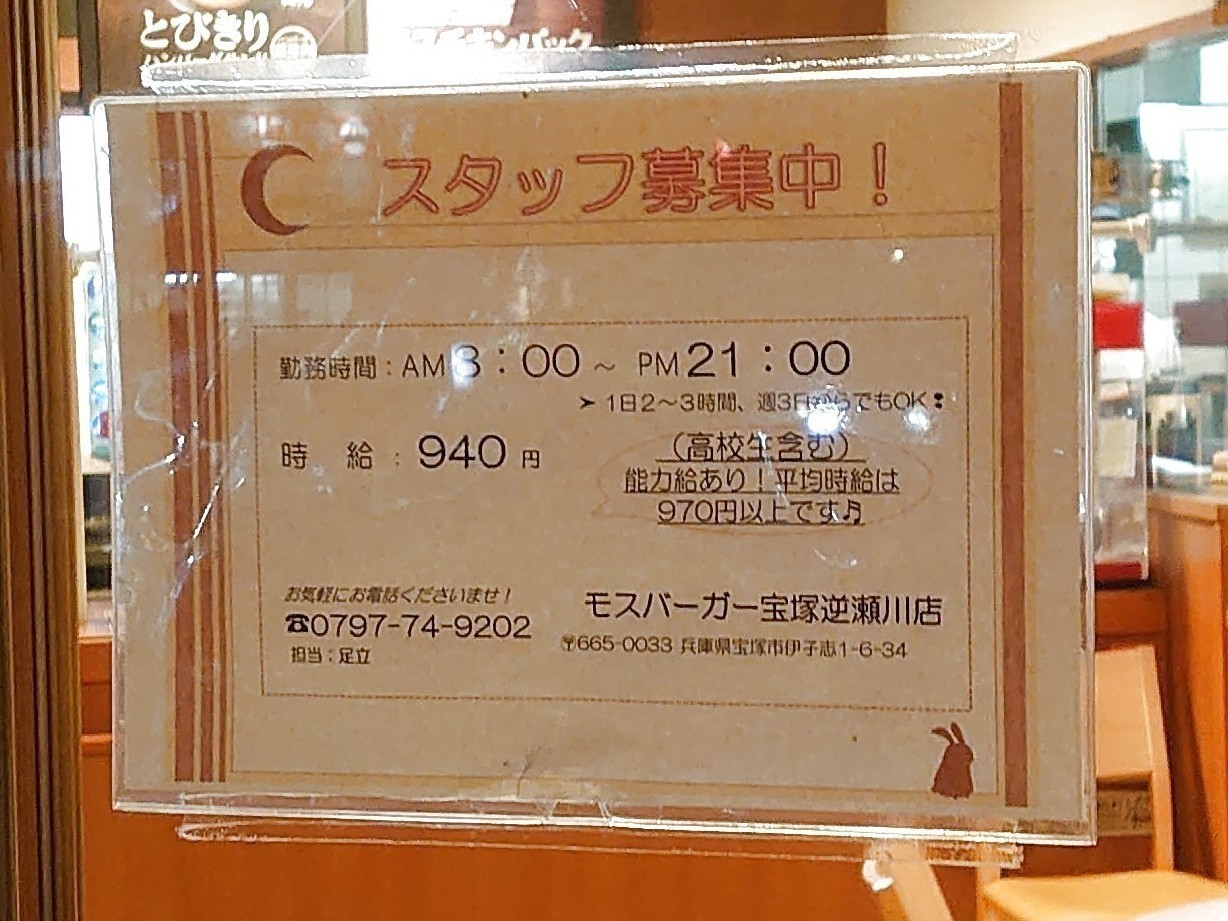 とびきり
スタッフ募集中！
勤務時間：AM 8：00 ～ PM 21：00
➢ 1日2～3時間、週3日からでもOK❢
時　給：940 円
（高校生含む）
能力給あり！平均時給は
970円以上です♬
お気軽にお電話くださいませ！
☎0797-74-9202
担当：足立
モスバーガー宝塚逆瀬川店
〒665-0033 兵庫県宝塚市伊子志1-6-34